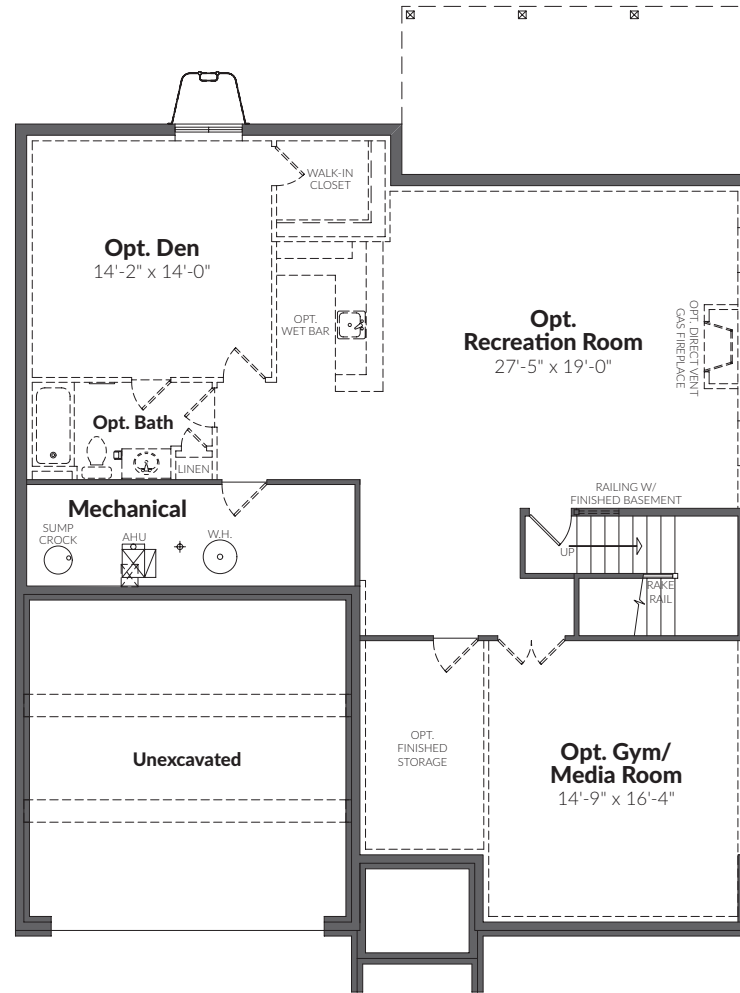 WALK-IN
CLOSET
Opt. Den
14'-2" x 14'-0"
OPT.
WET BAR
Opt.
Recreation Room
27'-5" x 19'-0"
OPT. DIRECT VENT
GAS FIREPLACE
Opt. Bath
LINEN
Mechanical
SUMP
CROCK
AHU
W.H.
RAILING W/
FINISHED BASEMENT
UP
RAKE
RAIL
Unexcavated
OPT.
FINISHED
STORAGE
Opt. Gym/
Media Room
14'-9" x 16'-4"